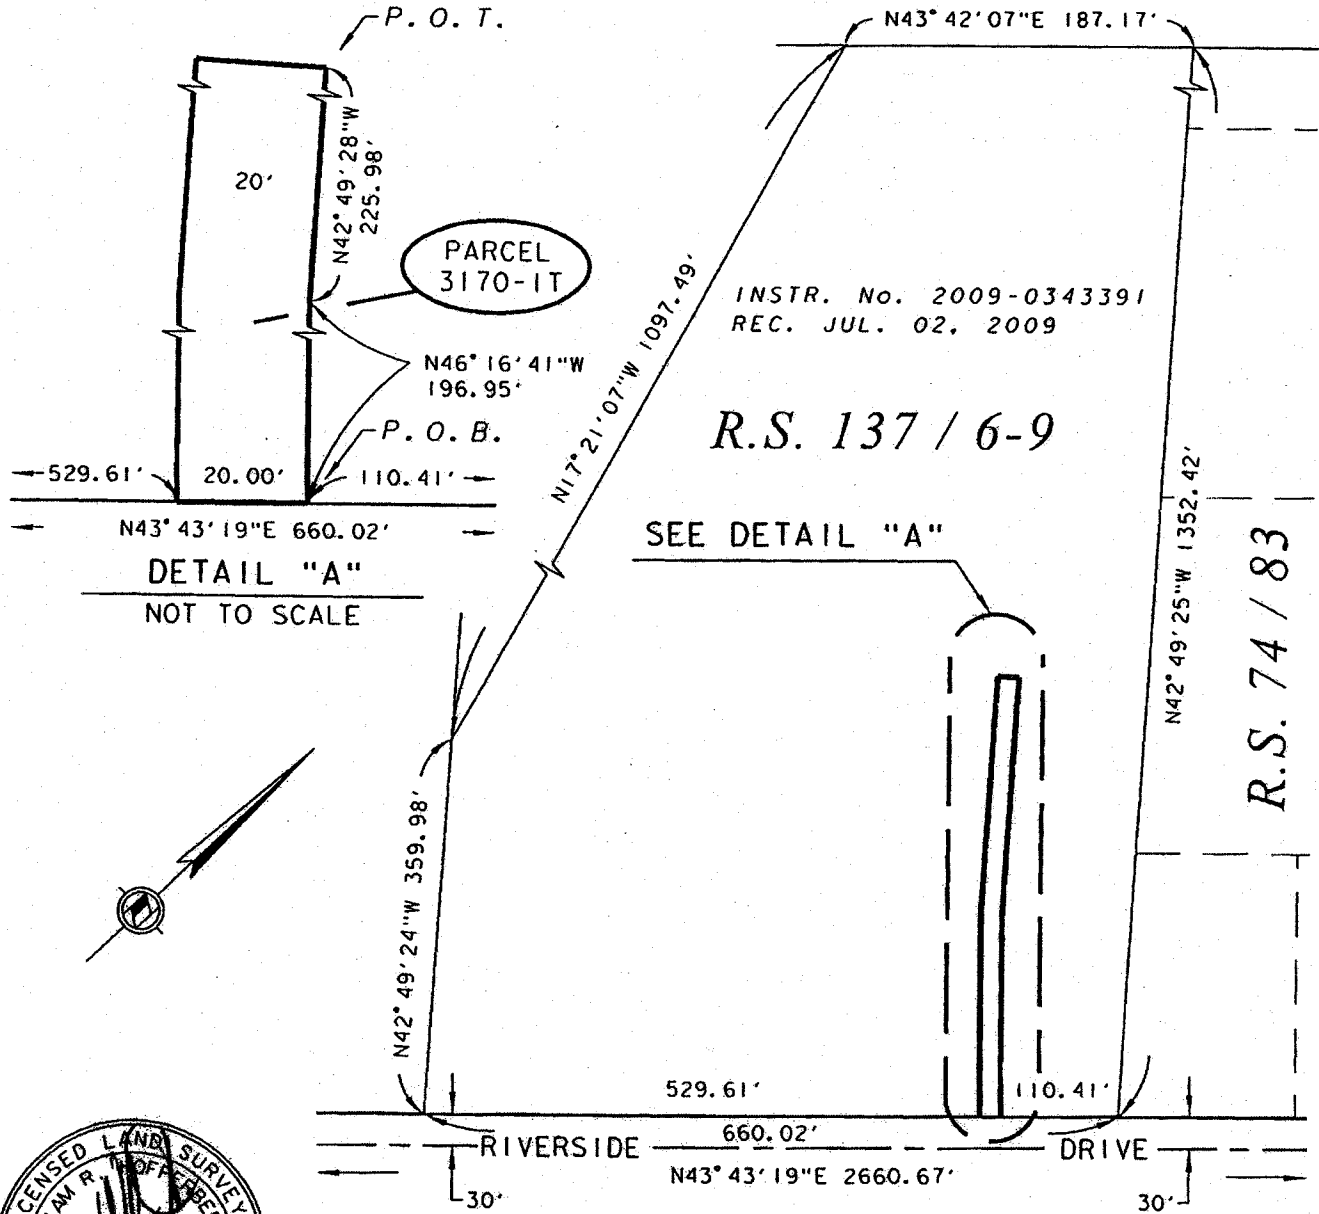 P. O. T.
N43° 42' 07"E 187.17'
20'
N42° 49' 28"W
225.98'
PARCEL
3170-1T
N46° 16' 41"W
196.95'
P. O. B.
529.61'
20.00'
110.41'
N43° 43' 19"E 660.02'
DETAIL "A"
NOT TO SCALE
N17° 21' 07"W 1097.49'
INSTR. No. 2009-0343391
REC. JUL. 02, 2009
R.S. 137 / 6-9
SEE DETAIL "A"
N42° 49' 25"W 1352.42'
R.S. 74 / 83
N42° 49' 24"W 359.98'
529.61'
110.41'
660.02'
RIVERSIDE DRIVE
N43° 43' 19"E 2660.67'
30'
30'
LAND